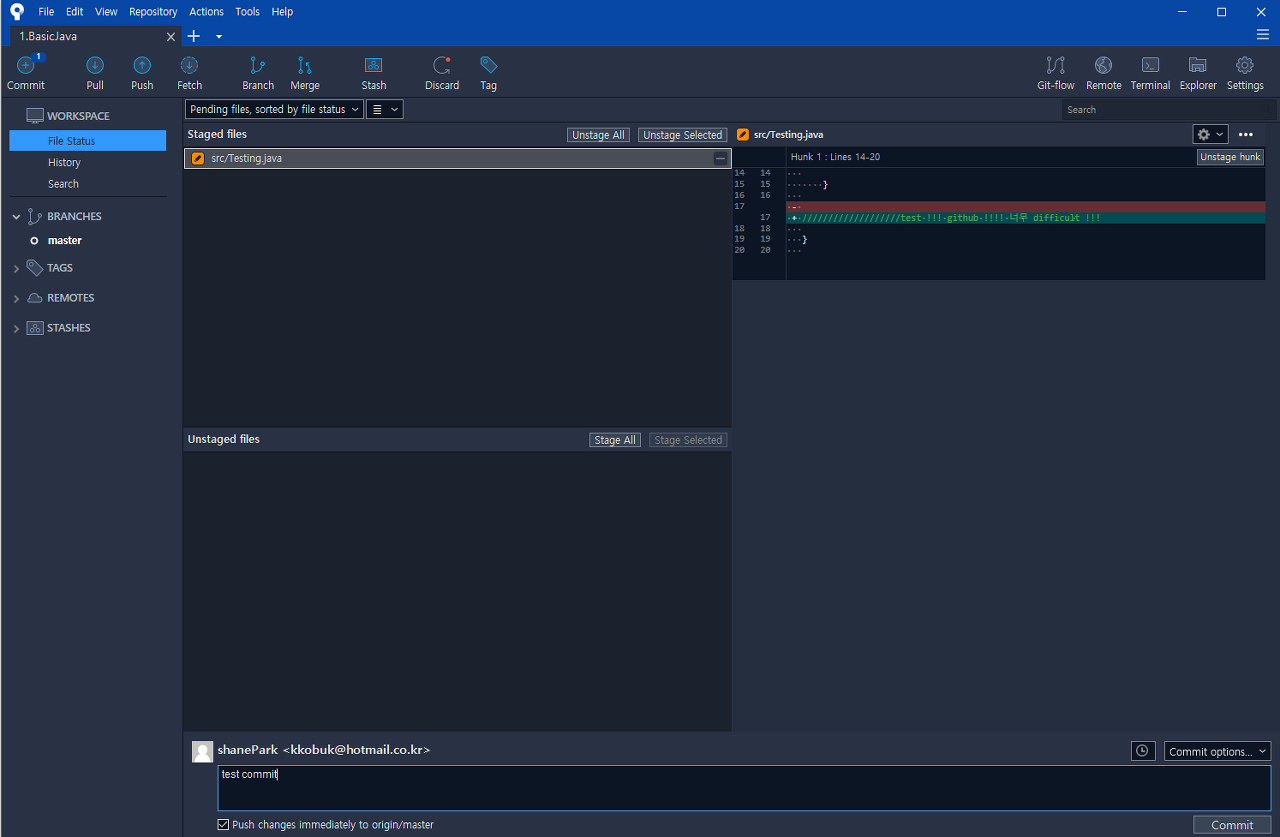 File Edit View Repository Actions Tools Help
1.BasicJava
1
Commit Pull Push Fetch Branch Merge Stash Discard Tag Git-flow Remote Terminal Explorer Settings
WORKSPACE
File Status
History
Search
BRANCHES
master
TAGS
REMOTES
STASHES
Pending files, sorted by file status
Search
Staged files Unstage All Unstage Selected
src/Testing.java
Unstaged files Stage All Stage Selected
src/Testing.java
Hunk 1 : Lines 14-20 Unstage hunk
14 14 ···
15 15 ·······}
16 16 ···
17 -·
17 +·///////////////////test·!!!·github·!!!!·너무 difficult !!!
18 18 ···
19 19 ···}
20 20 ···
shanePark <kkobuk@hotmail.co.kr> Commit options...
test commit
Push changes immediately to origin/master Commit